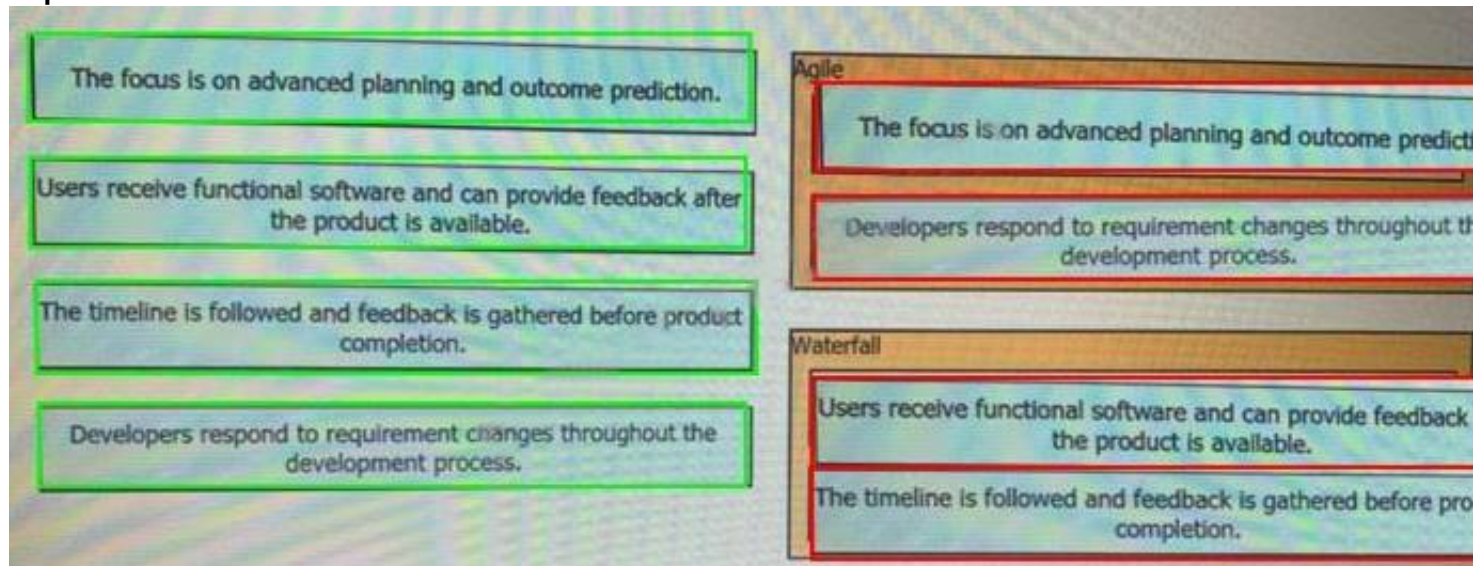 The focus is on advanced planning and outcome prediction.
Users receive functional software and can provide feedback after
the product is available.
The timeline is followed and feedback is gathered before product
completion.
Developers respond to requirement changes throughout the
development process.
Agile
The focus is on advanced planning and outcome
Developers respond to requirement changes throughout
development process.
Waterfall
Users receive functional software and can provide feedback
the product is available.
The timeline is followed and feedback is gathered before
completion.